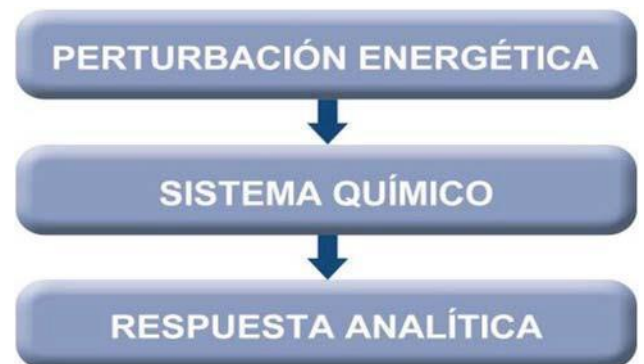 PERTURBACIÓN ENERGÉTICA
SISTEMA QUÍMICO
RESPUESTA ANALÍTICA